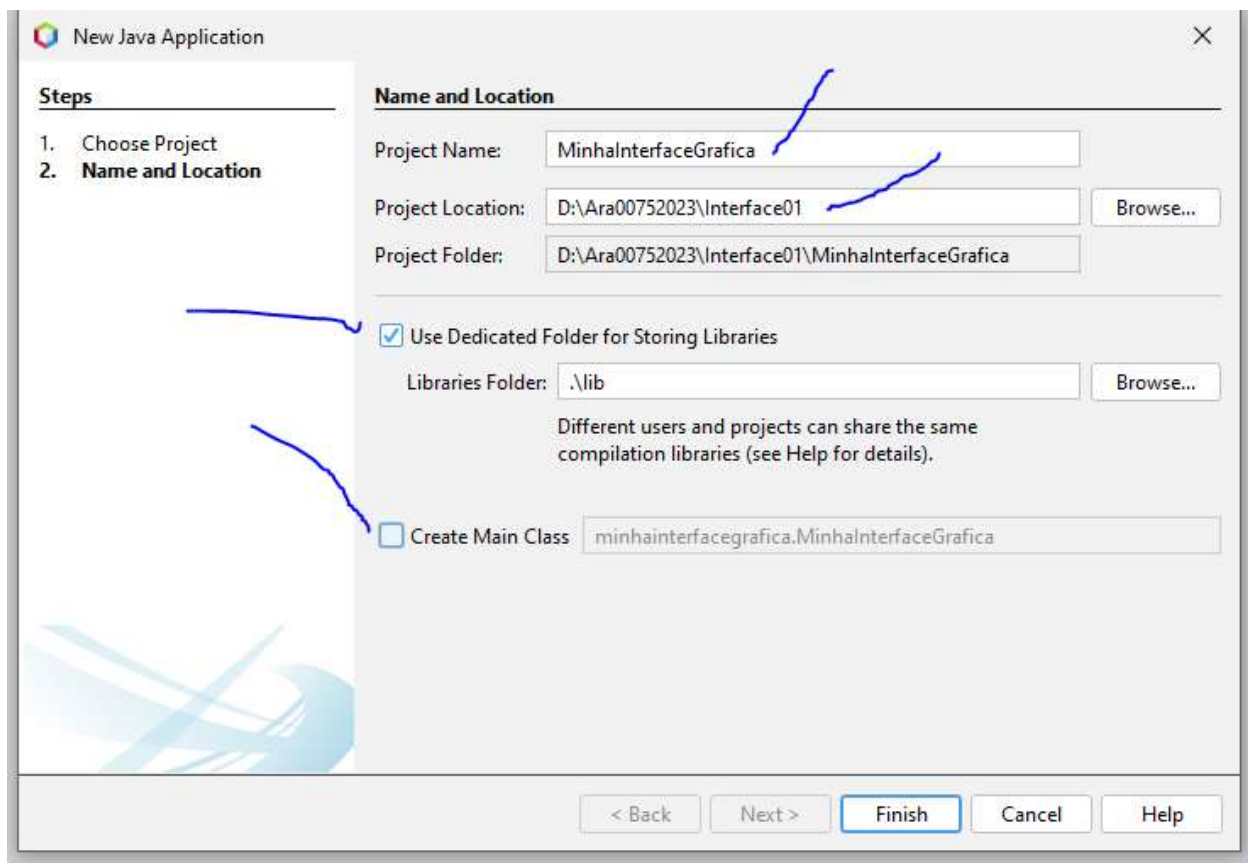 New Java Application
Steps
1. Choose Project
2. Name and Location
Name and Location
Project Name: MinhaInterfaceGrafica
Project Location: D:\Ara00752023\Interface01 Browse...
Project Folder: D:\Ara00752023\Interface01\MinhaInterfaceGrafica
Use Dedicated Folder for Storing Libraries
Libraries Folder: .\lib Browse...
Different users and projects can share the same
compilation libraries (see Help for details).
Create Main Class minhainterfacegrafica.MinhaInterfaceGrafica
< Back Next > Finish Cancel Help